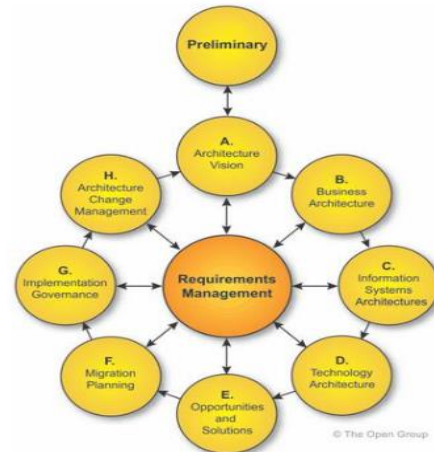 Preliminary
A.
Architecture
Vision
B.
Business
Architecture
C.
Information
Systems
Architectures
D.
Technology
Architecture
E.
Opportunities
and
Solutions
F.
Migration
Planning
G.
Implementation
Governance
H.
Architecture
Change
Management
Requirements
Management
© The Open Group